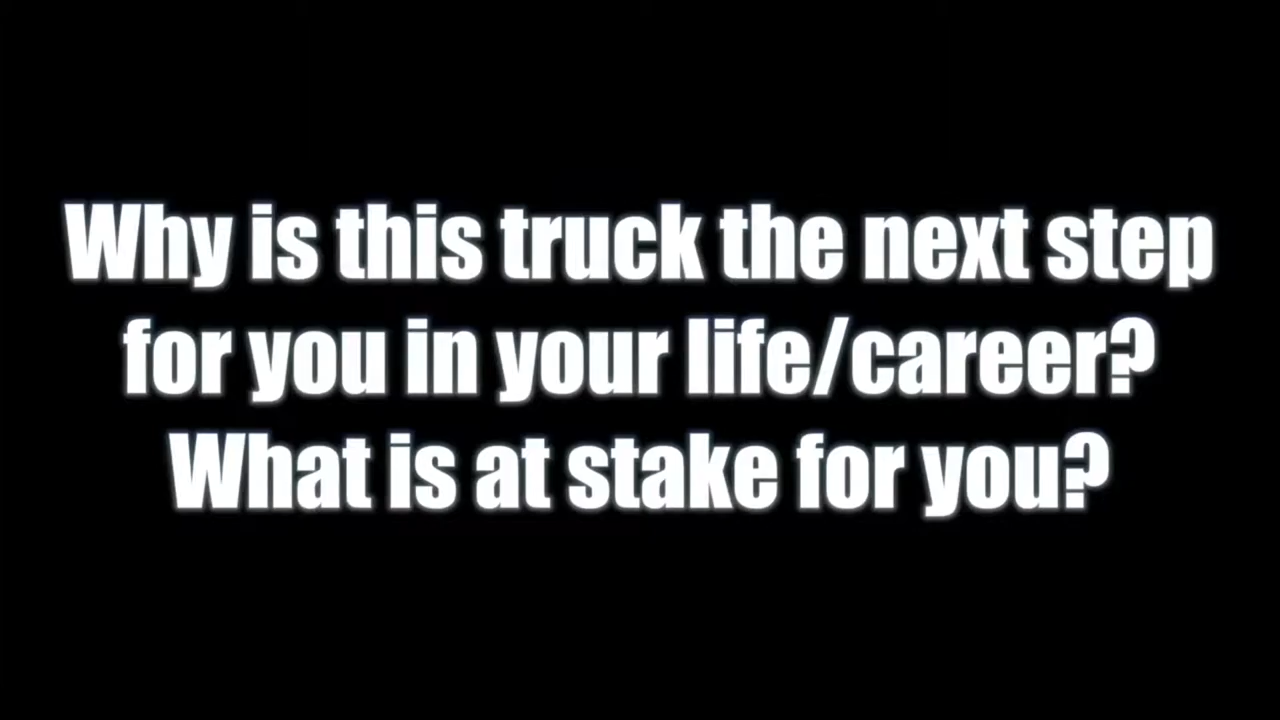 Why is this truck the next step
for you in your life/career?
What is at stake for you?